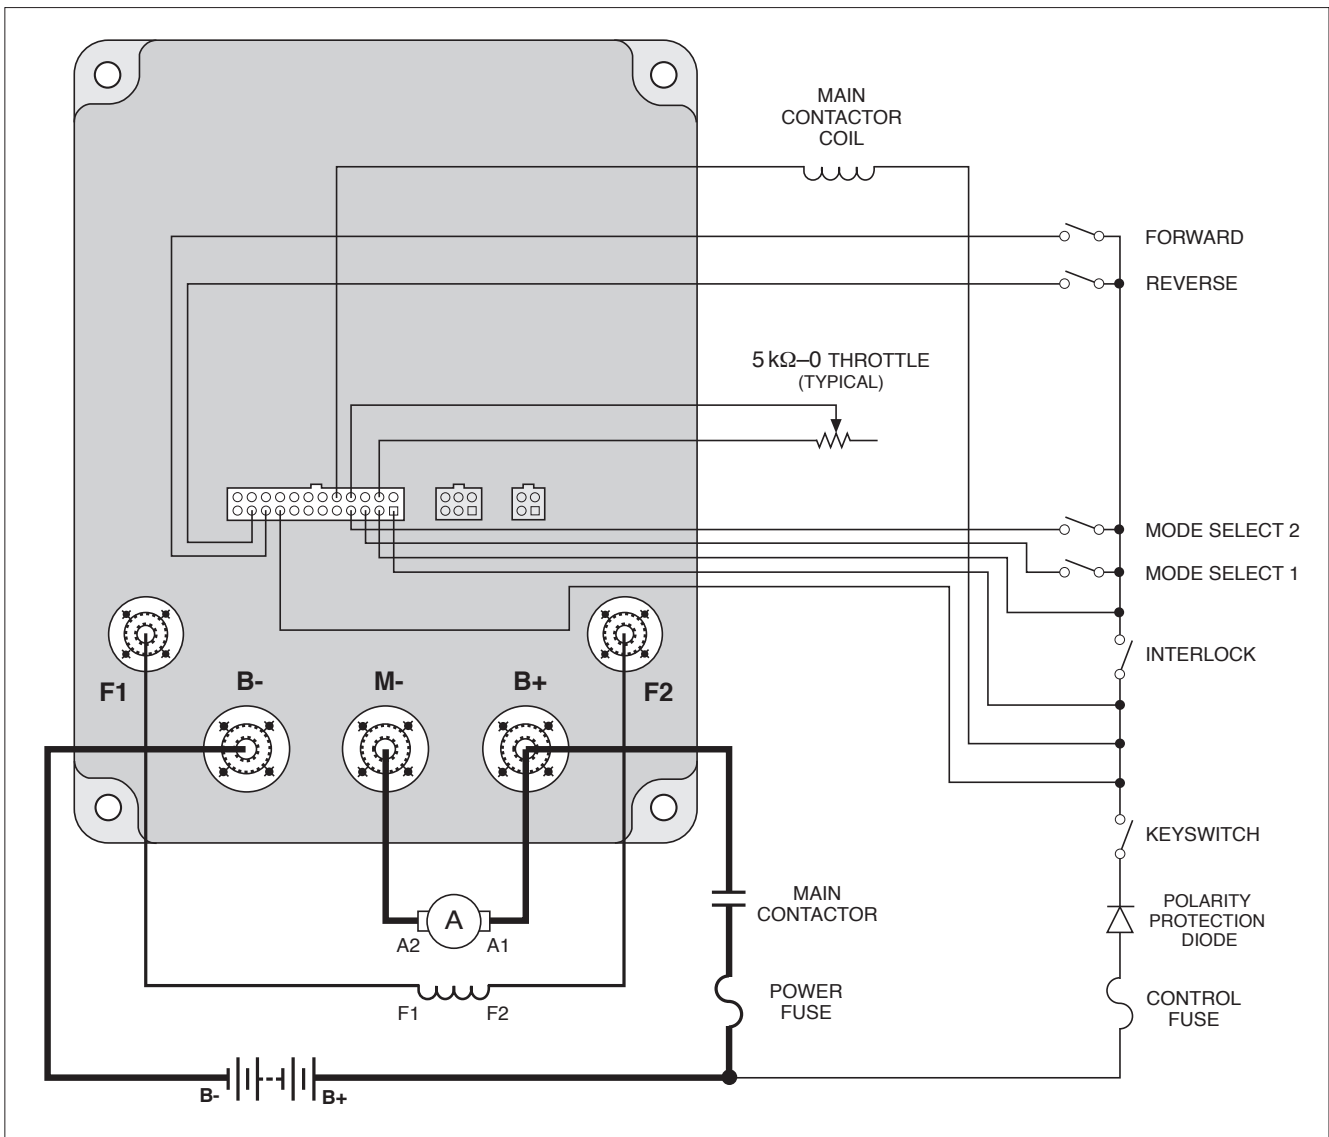 MAIN
CONTACTOR
COIL
FORWARD
REVERSE
5 kΩ–0 THROTTLE
(TYPICAL)
MODE SELECT 2
MODE SELECT 1
INTERLOCK
F1
B-
M-
B+
F2
KEYSWITCH
MAIN
CONTACTOR
POLARITY
PROTECTION
DIODE
A
A2
A1
POWER
FUSE
CONTROL
FUSE
F1
F2
B-
B+